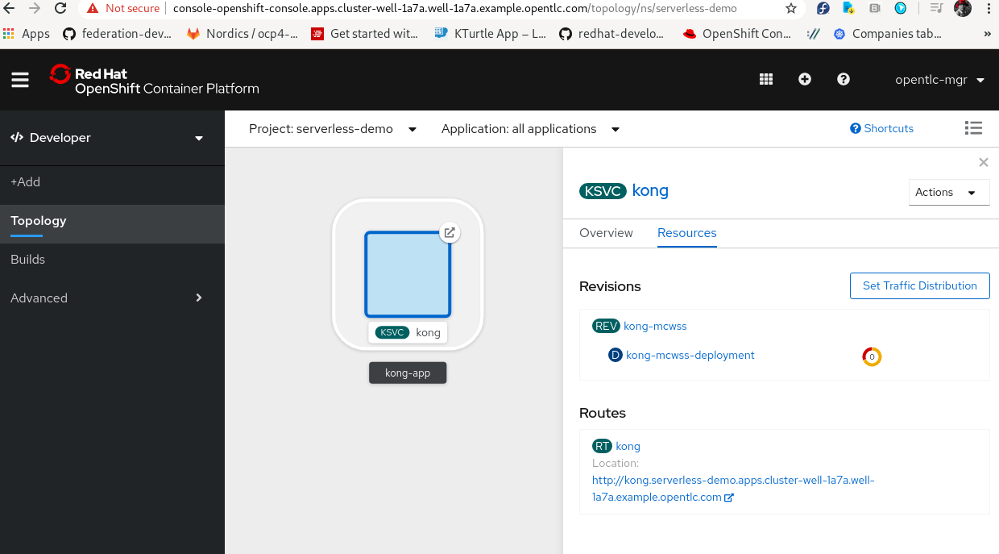 Not secure console-openshift-console.apps.cluster-well-1a7a.well-1a7a.example.opentlc.com/topology/ns/serverless-demo
Apps federation-dev... Nordics / ocp4-... Get started wit... KTurtle App – L... redhat-develo... OpenShift Con... Companies tab... »
Red Hat
OpenShift Container Platform
opentlc-mgr
Developer
Project: serverless-demo Application: all applications Shortcuts
+Add
Topology
Builds
Advanced
KSVC kong
kong-app
KSVC kong
Actions
Overview Resources
Revisions Set Traffic Distribution
REV kong-mcwss
D kong-mcwss-deployment 0
Routes
RT kong
Location:
http://kong.serverless-demo.apps.cluster-well-1a7a.well-
1a7a.example.opentlc.com